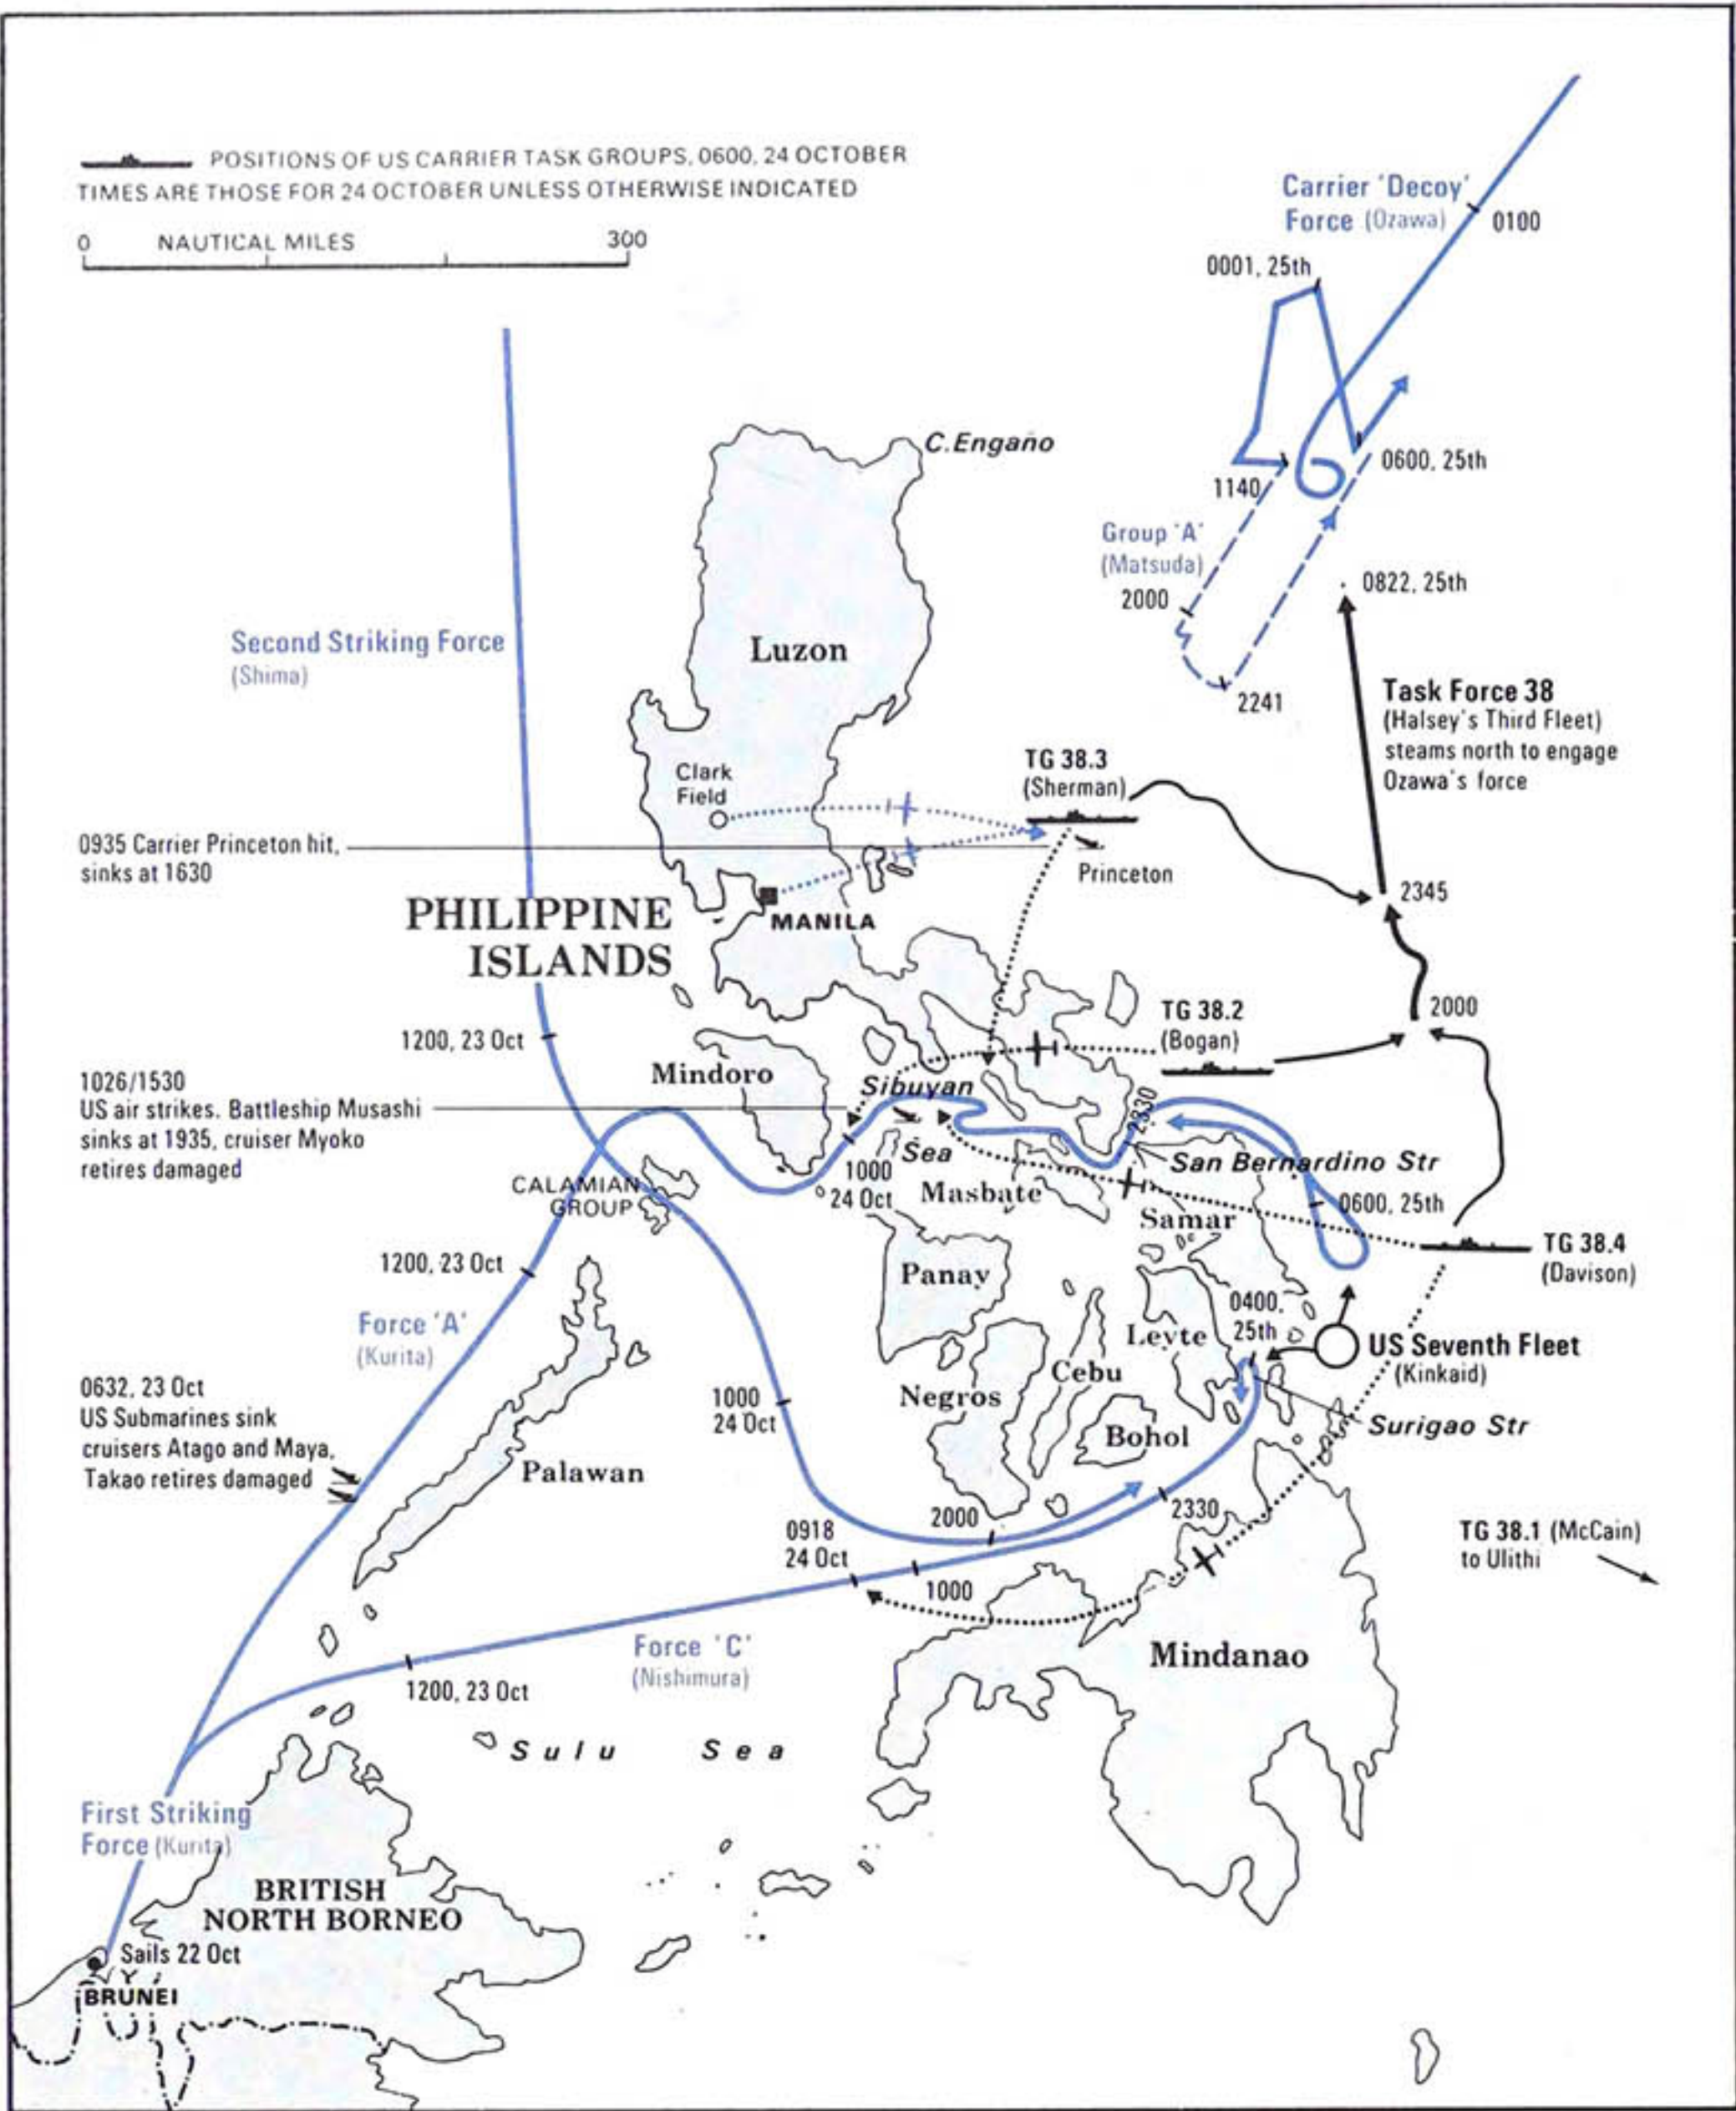 POSITIONS OF US CARRIER TASK GROUPS, 0600, 24 OCTOBER
TIMES ARE THOSE FOR 24 OCTOBER UNLESS OTHERWISE INDICATED
0 NAUTICAL MILES 300
Carrier 'Decoy'
Force (Ozawa)
0100
0001, 25th
C.Engaño
0600, 25th
1140
Group 'A'
(Matsuda)
2000
0822, 25th
2241
Second Striking Force
(Shima)
Luzon
Task Force 38
(Halsey's Third Fleet)
steams north to engage
Ozawa's force
TG 38.3
(Sherman)
Clark
Field
0935 Carrier Princeton hit,
sinks at 1630
Princeton
2345
PHILIPPINE
ISLANDS
MANILA
TG 38.2
(Bogan)
2000
1200, 23 Oct
Mindoro
1026/1530
US air strikes. Battleship Musashi
sinks at 1935, cruiser Myoko
retires damaged
Sibuyan
Sea
2330
San Bernardino Str
1000
24 Oct
CALAMIAN
GROUP
Masbate
0600, 25th
Samar
1200, 23 Oct
Panay
TG 38.4
(Davison)
Force 'A'
(Kurita)
0400,
25th
Leyte
US Seventh Fleet
(Kinkaid)
Cebu
0632, 23 Oct
US Submarines sink
cruisers Atago and Maya,
Takao retires damaged
1000
24 Oct
Negros
Bohol
Surigao Str
Palawan
2000
2330
0918
24 Oct
1000
TG 38.1 (McCain)
to Ulithi
Force 'C'
(Nishimura)
1200, 23 Oct
Mindanao
Sulu Sea
First Striking
Force (Kurita)
BRITISH
NORTH BORNEO
Sails 22 Oct
BRUNEI